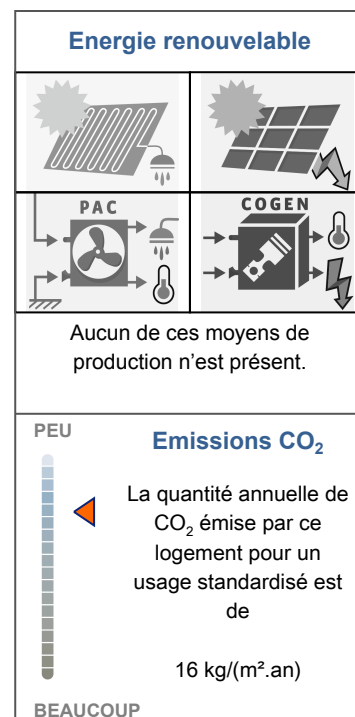 Energie renouvelable
PAC
COGEN
Aucun de ces moyens de
production n'est présent.
PEU
Emissions CO₂
La quantité annuelle de
CO₂ émise par ce
logement pour un
usage standardisé est
de
16 kg/(m².an)
BEAUCOUP